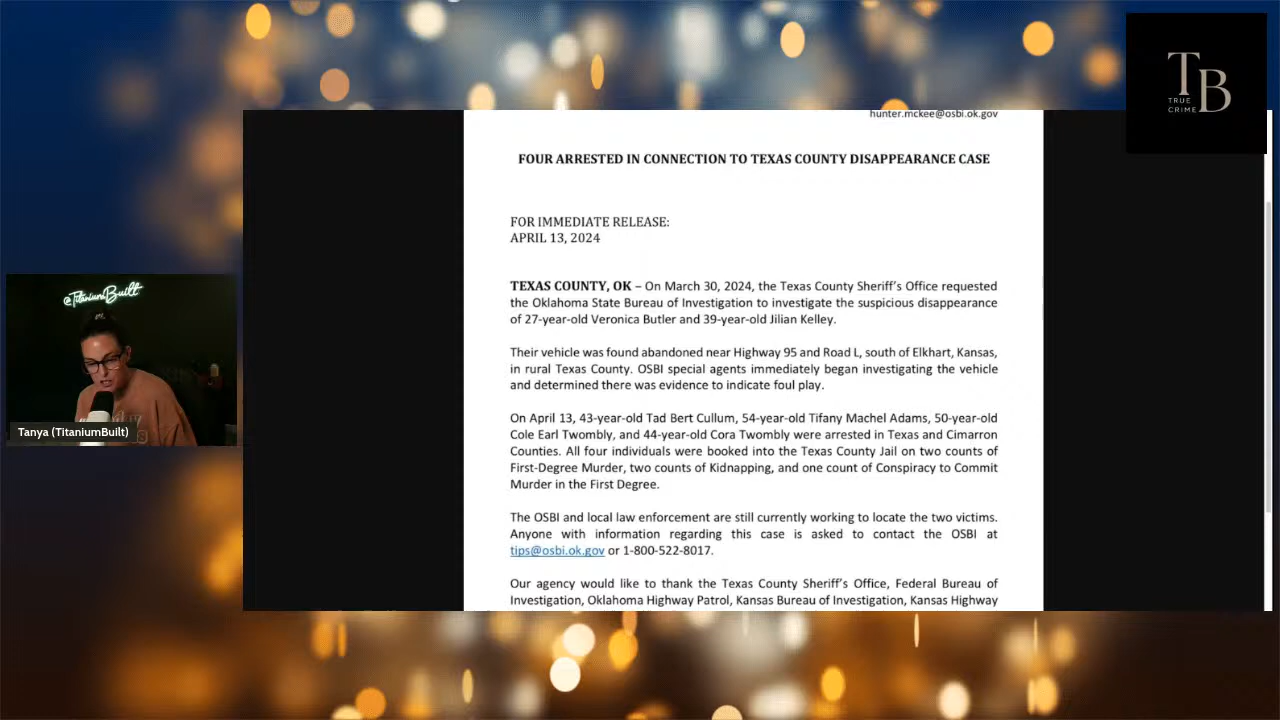 hunter.mckee@osbi.ok.gov
TB
TRUE
CRIME
FOUR ARRESTED IN CONNECTION TO TEXAS COUNTY DISAPPEARANCE CASE
FOR IMMEDIATE RELEASE:
APRIL 13, 2024
TEXAS COUNTY, OK – On March 30, 2024, the Texas County Sheriff's Office requested
the Oklahoma State Bureau of Investigation to investigate the suspicious disappearance
of 27-year-old Veronica Butler and 39-year-old Jilian Kelley.
Their vehicle was found abandoned near Highway 95 and Road L, south of Elkhart, Kansas,
in rural Texas County. OSBI special agents immediately began investigating the vehicle
and determined there was evidence to indicate foul play.
On April 13, 43-year-old Tad Bert Cullum, 54-year-old Tifany Machel Adams, 50-year-old
Cole Earl Twombly, and 44-year-old Cora Twombly were arrested in Texas and Cimarron
Counties. All four individuals were booked into the Texas County Jail on two counts of
First-Degree Murder, two counts of Kidnapping, and one count of Conspiracy to Commit
Murder in the First Degree.
The OSBI and local law enforcement are still currently working to locate the two victims.
Anyone with information regarding this case is asked to contact the OSBI at
tips@osbi.ok.gov or 1-800-522-8017.
Our agency would like to thank the Texas County Sheriff's Office, Federal Bureau of
Investigation, Oklahoma Highway Patrol, Kansas Bureau of Investigation, Kansas Highway
@TitaniumBuilt
Tanya (TitaniumBuilt)